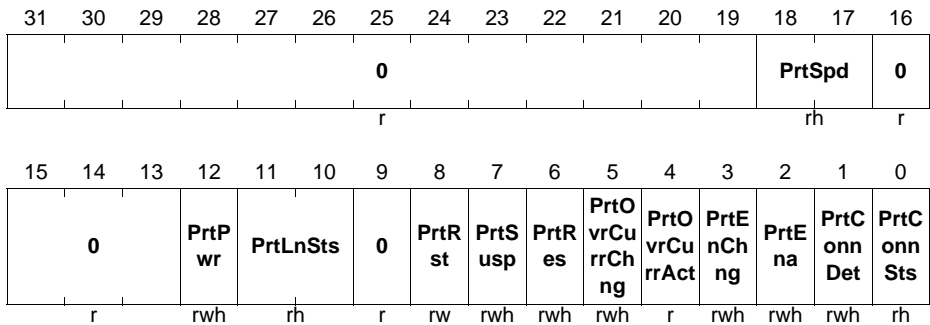 31 30 29 28 27 26 25 24 23 22 21 20 19 18 17 16
0 PrtSpd 0
r rh r
15 14 13 12 11 10 9 8 7 6 5 4 3 2 1 0
0 PrtP
wr PrtLnSts 0 PrtR
st PrtS
usp PrtR
es PrtO
vrCu
rrCh
ng PrtO
vrCu
rrAct PrtE
nCh
ng PrtE
na PrtC
onn
Det PrtC
onn
Sts
r rwh rh r rw rwh rwh rwh r rwh rwh rwh rh